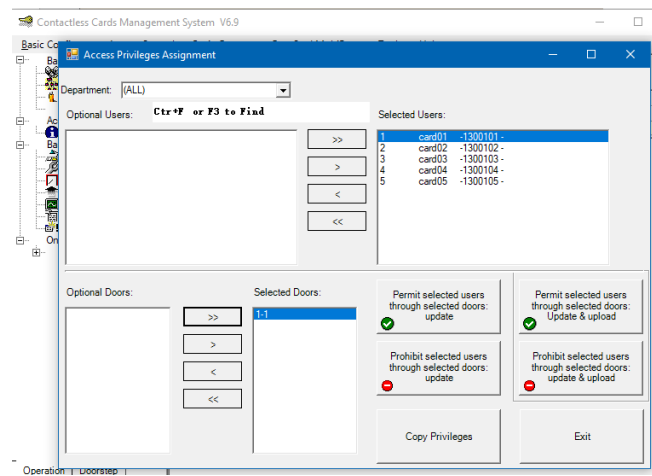 Contactless Cards Management System V6.9
Basic Co
Access Privileges Assignment
Ba
Department: (ALL)
Optional Users: Ctr+F or F3 to Find
Selected Users:
>>
>
<
<<
1 card01 -1300101 -
2 card02 -1300102 -
3 card03 -1300103 -
4 card04 -1300104 -
5 card05 -1300105 -
Ac
Ba
On
Optional Doors:
>>
>
<
<<
Selected Doors:
1-1
Permit selected users
through selected doors:
update
Permit selected users
through selected doors:
Update & upload
Prohibit selected users
through selected doors:
update
Prohibit selected users
through selected doors:
update & upload
Copy Privileges
Exit
Operation Doorstep